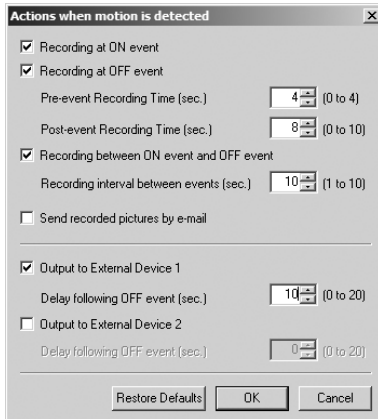 Actions when motion is detected
Recording at ON event
Recording at OFF event
Pre-event Recording Time (sec.) 4 (0 to 4)
Post-event Recording Time (sec.) 8 (0 to 10)
Recording between ON event and OFF event
Recording interval between events (sec.) 10 (1 to 10)
Send recorded pictures by e-mail
Output to External Device 1
Delay following OFF event (sec.) 10 (0 to 20)
Output to External Device 2
Delay following OFF event (sec.) 0 (0 to 20)
Restore Defaults OK Cancel